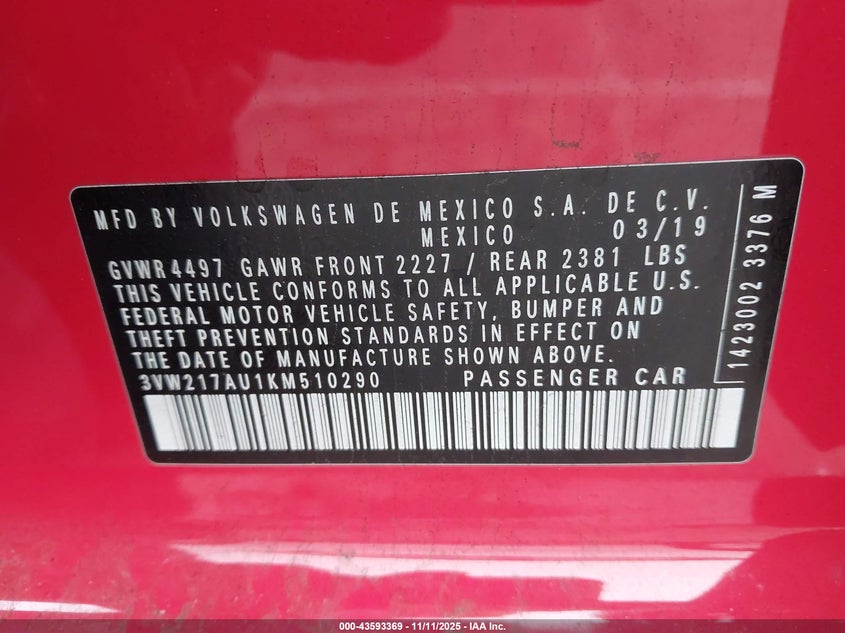 MFD BY VOLKSWAGEN DE MEXICO S.A. DE C.V.
MEXICO 03/19
GVWR 4497 GAWR FRONT 2227 / REAR 2381 LBS
THIS VEHICLE CONFORMS TO ALL APPLICABLE U.S.
FEDERAL MOTOR VEHICLE SAFETY, BUMPER AND
THEFT PREVENTION STANDARDS IN EFFECT ON
THE DATE OF MANUFACTURE SHOWN ABOVE.
3VW217AU1KM510290 PASSENGER CAR
1423002 3376 M
000-43593369 - 11/11/2025 - IAA Inc.